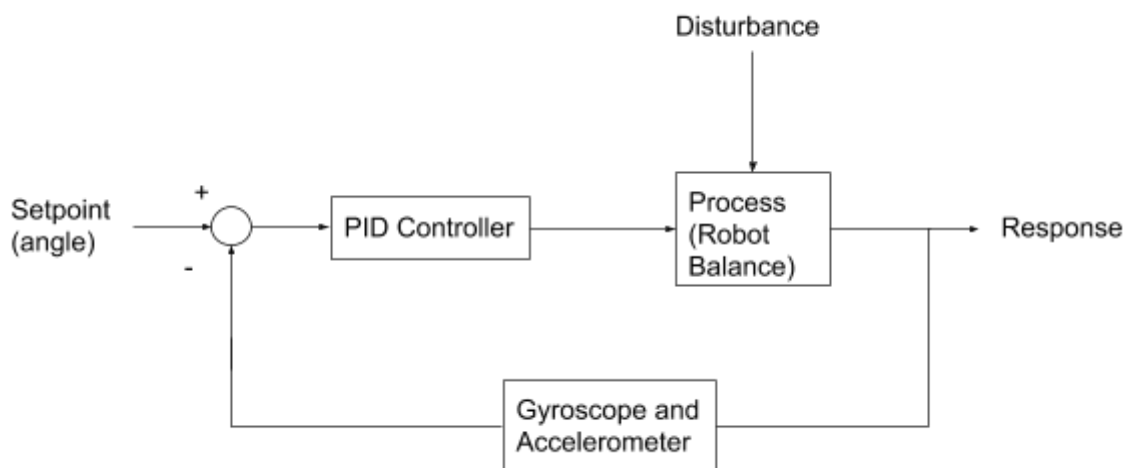 Disturbance
+
Setpoint
(angle)
-
PID Controller
Process
(Robot
Balance)
Response
Gyroscope and
Accelerometer